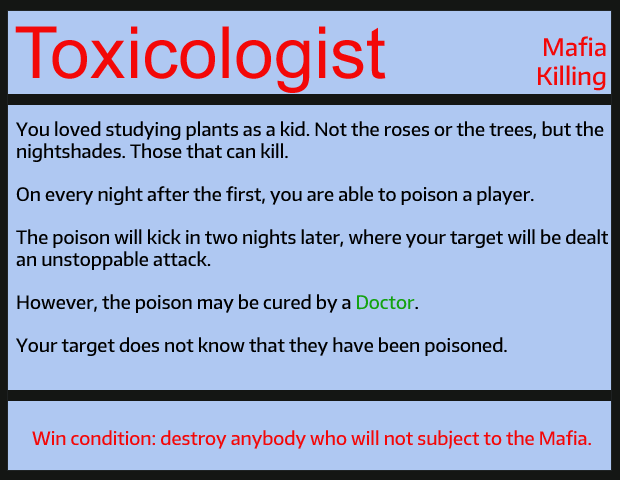 Toxicologist
Mafia
Killing
You loved studying plants as a kid. Not the roses or the trees, but the
nightshades. Those that can kill.
On every night after the first, you are able to poison a player.
The poison will kick in two nights later, where your target will be dealt
an unstoppable attack.
However, the poison may be cured by a Doctor.
Your target does not know that they have been poisoned.
Win condition: destroy anybody who will not subject to the Mafia.